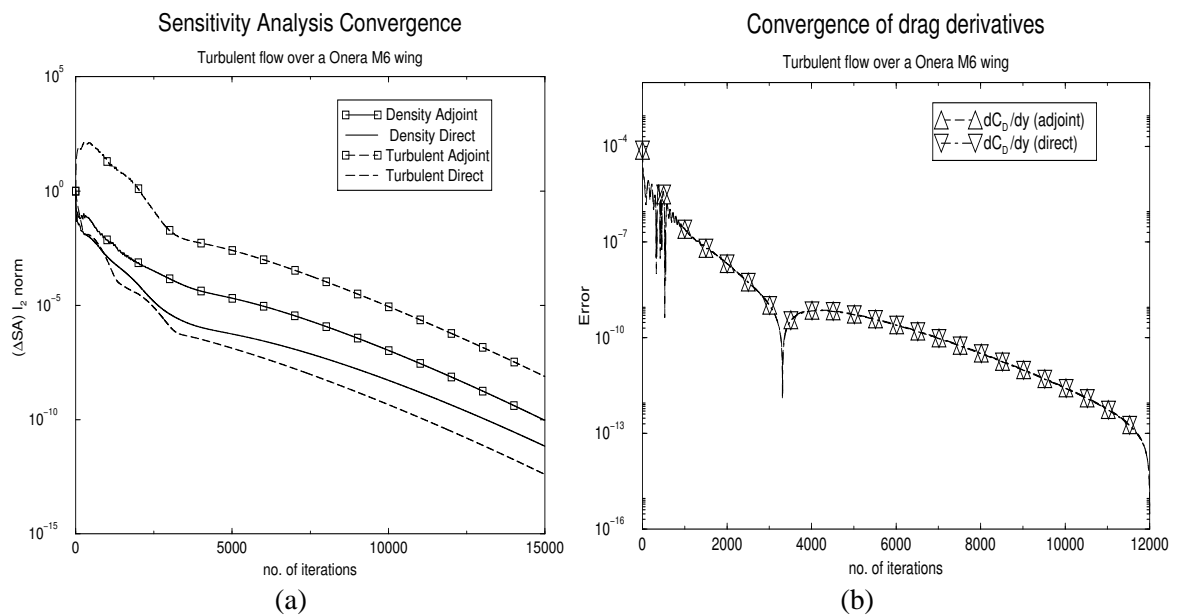 Sensitivity Analysis Convergence
Turbulent flow over a Onera M6 wing
10^5
10^0
10^−5
10^−10
10^−15
(ΔSA) l_2 norm
Density Adjoint
Density Direct
Turbulent Adjoint
Turbulent Direct
0 5000 10000 15000
no. of iterations
(a)
Convergence of drag derivatives
Turbulent flow over a Onera M6 wing
10^−4
10^−7
10^−10
10^−13
10^−16
Error
dC_D/dy (adjoint)
dC_D/dy (direct)
0 2000 4000 6000 8000 10000 12000
no. of iterations
(b)